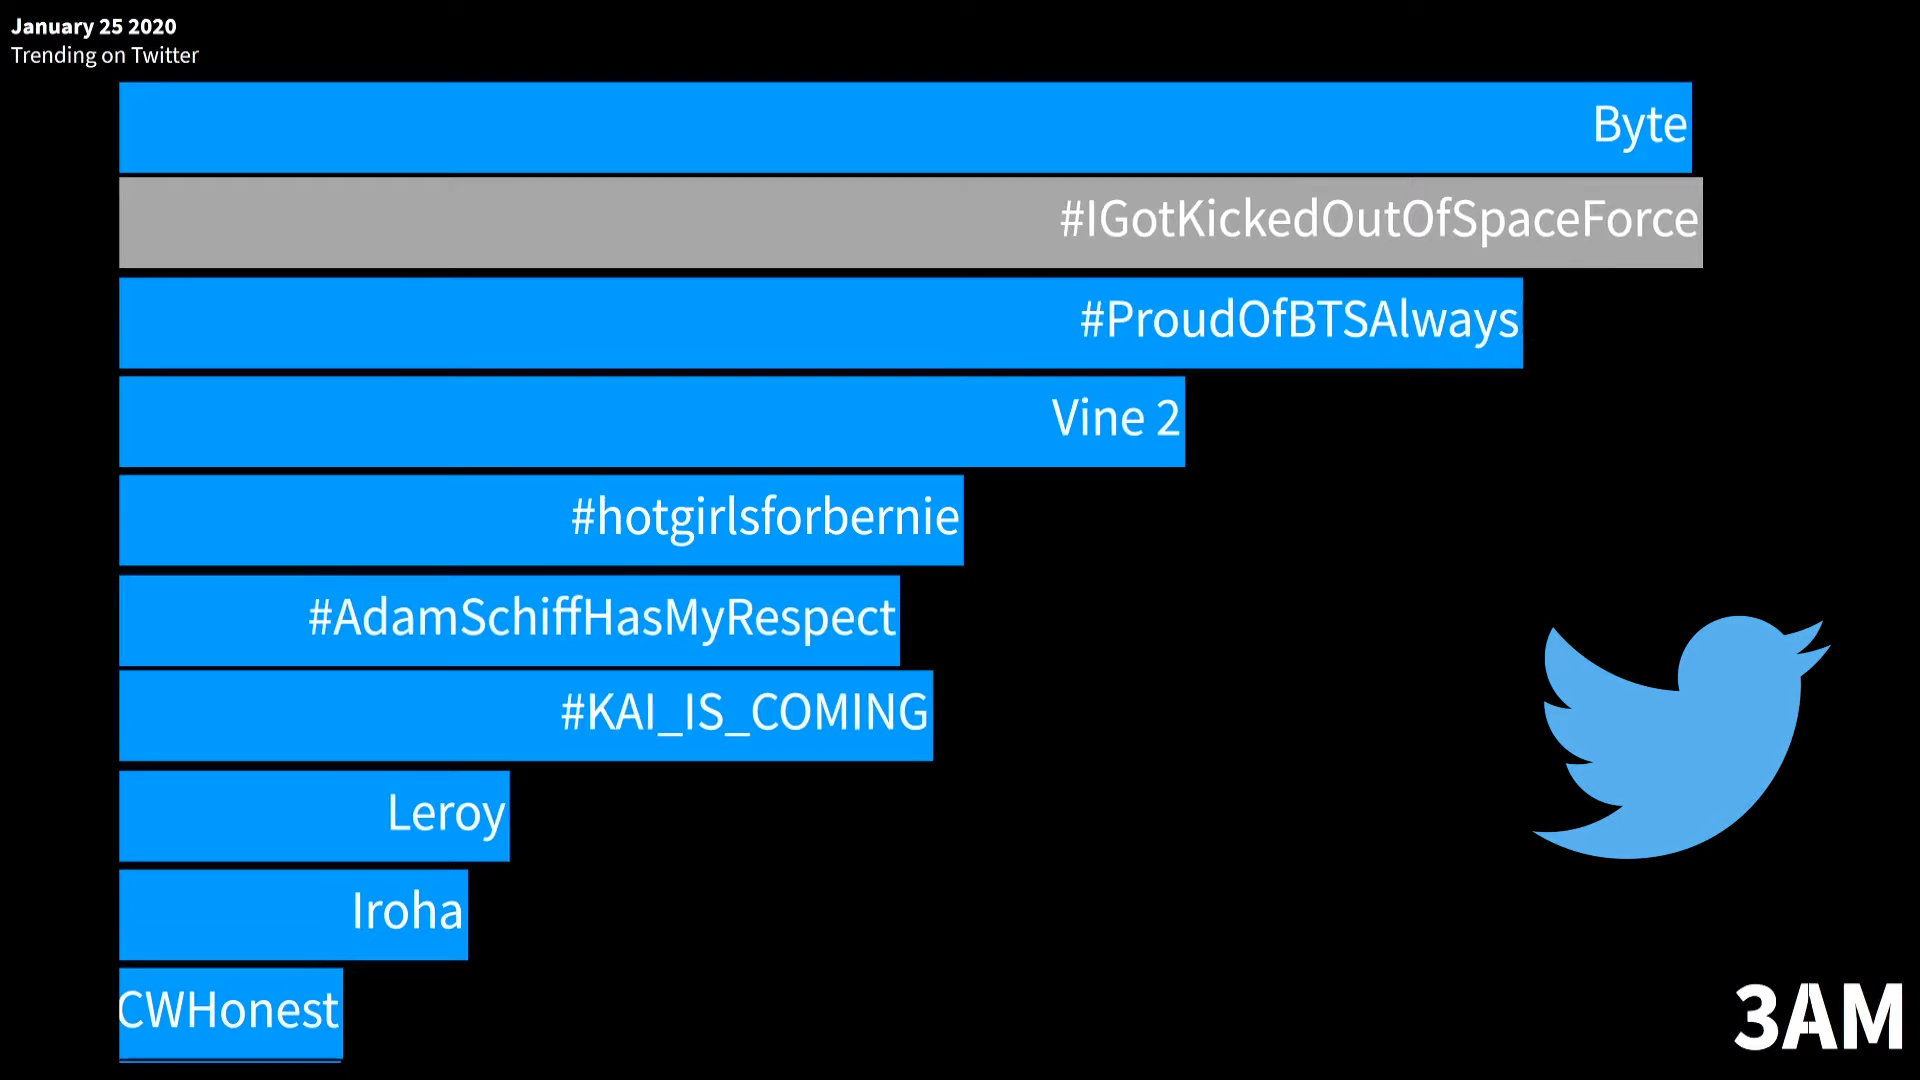 January 25 2020
Trending on Twitter
Byte
#IGotKickedOutOfSpaceForce
#ProudOfBTSAlways
Vine 2
#hotgirlsforbernie
#AdamSchiffHasMyRespect
#KAI_IS_COMING
Leroy
Iroha
CWHonest
3AM